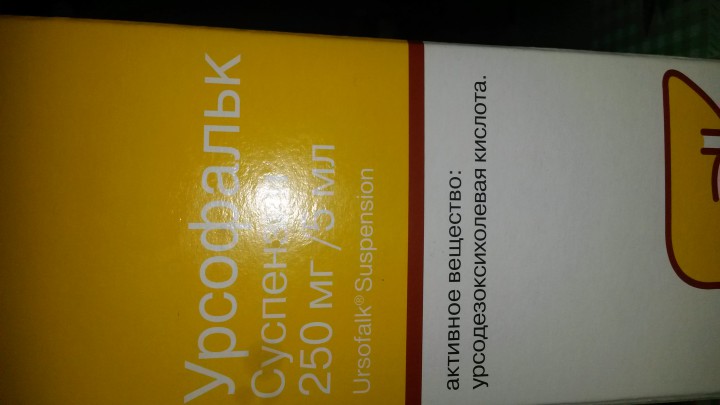 Урсофальк
Суспензия
250 мг /5 мл
Ursofalk® Suspension
активное вещество:
урсодезоксихолевая кислота.